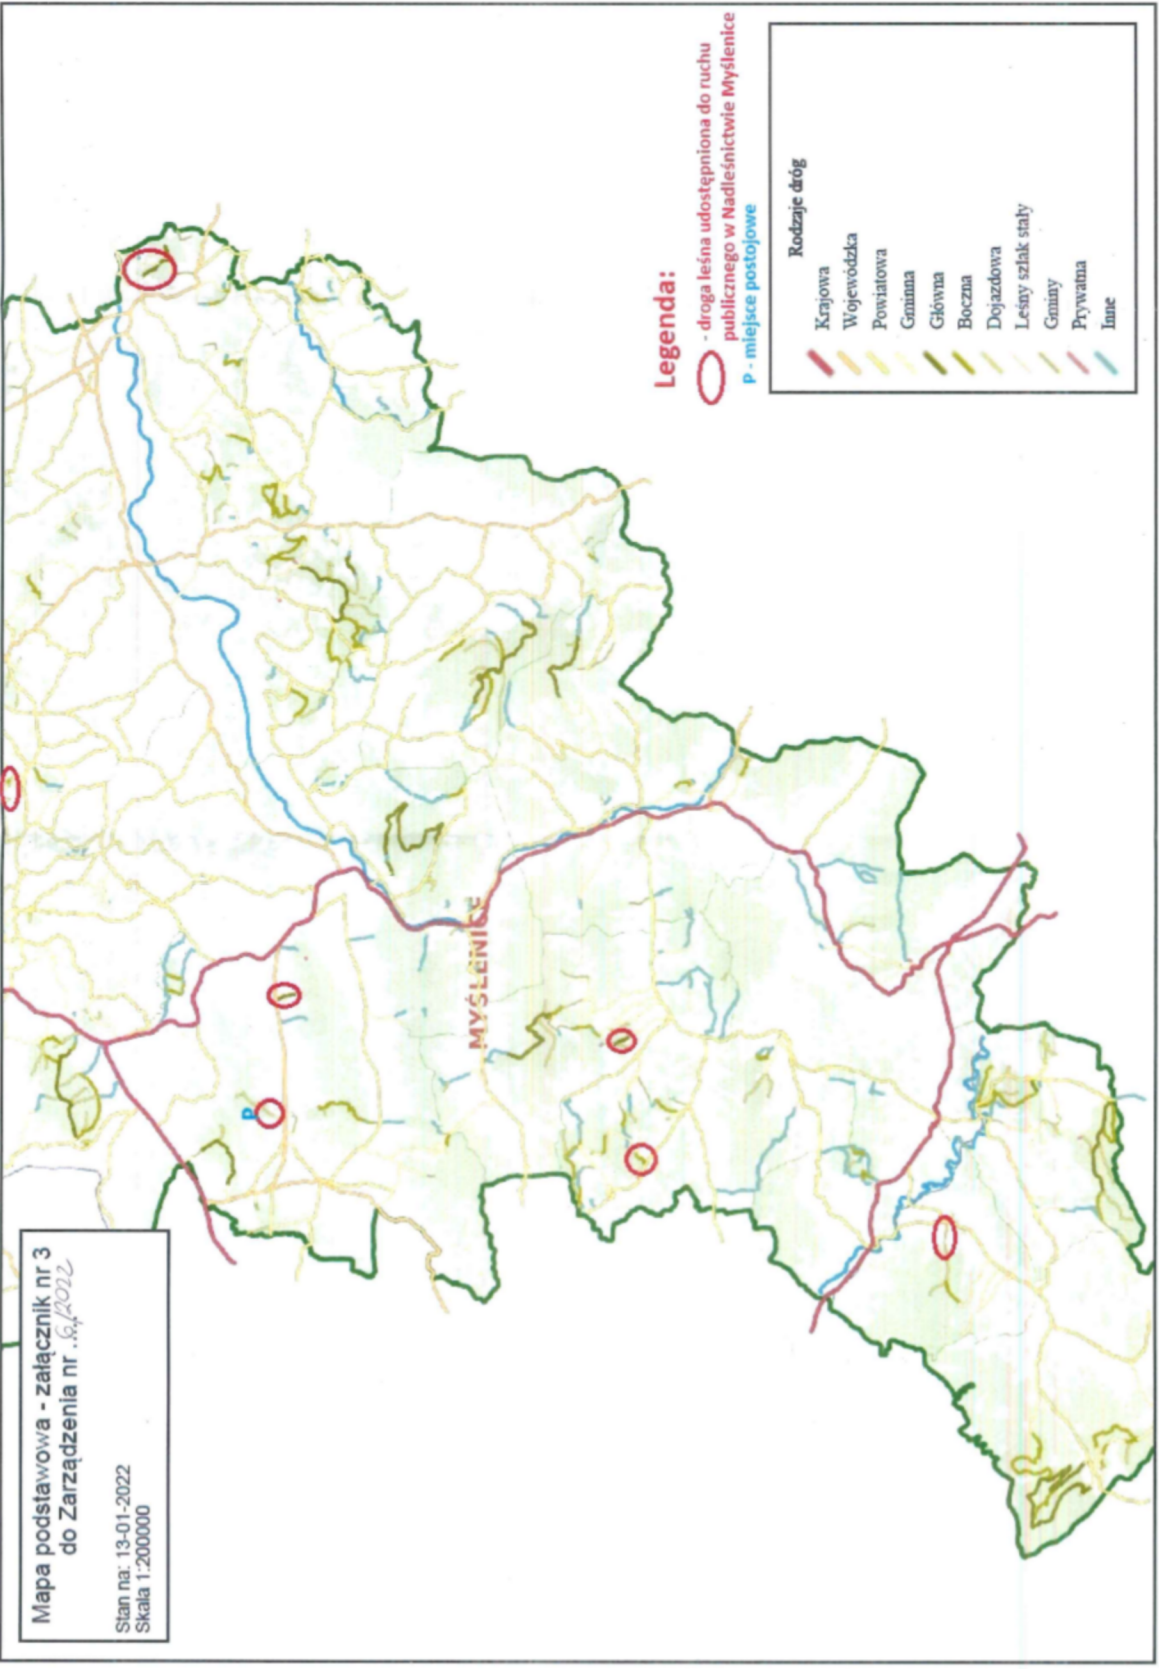 Mapa podstawowa - załącznik nr 3
do Zarządzenia nr .6/2022
Stan na: 13-01-2022
Skala 1:200000
P
MYŚLENICE
Legenda:
- droga leśna udostępniona do ruchu
publicznego w Nadleśnictwie Myślenice
P - miejsce postojowe
Rodzaje dróg
Krajowa
Wojewódzka
Powiatowa
Gminna
Główna
Boczna
Dojazdowa
Leśny szlak stały
Gminy
Prywatna
Inne